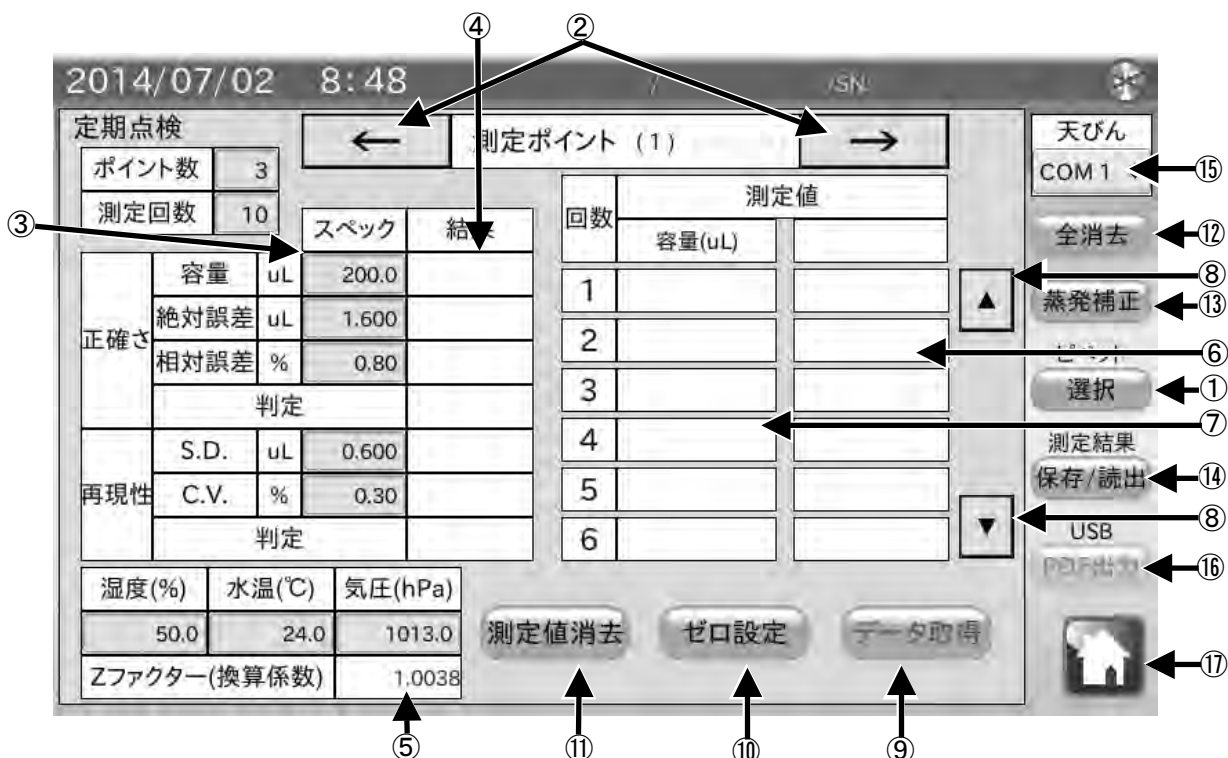 ④ ②
2014/07/02 8:48 / /SN:
定期点検
← 測定ポイント (1) →
天びん
COM 1 ⑮
ポイント数 3
測定回数 10
③
スペック 結果
回数 測定値
容量(uL)
全消去 ⑫
正確さ
容量 uL 200.0
絶対誤差 uL 1.600
相対誤差 % 0.80
判定
再現性
S.D. uL 0.600
C.V. % 0.30
判定
1
2
3
4
5
6
▲ ⑧
蒸発補正 ⑬
⑥
ピペット
選択 ①
⑦
測定結果
保存/読出 ⑭
▼ ⑧
USB
PDF出力 ⑯
湿度(%) 水温(℃) 気圧(hPa)
50.0 24.0 1013.0
Zファクター(換算係数) 1.0038
測定値消去 ゼロ設定 データ取得
⑰
⑤ ⑪ ⑩ ⑨